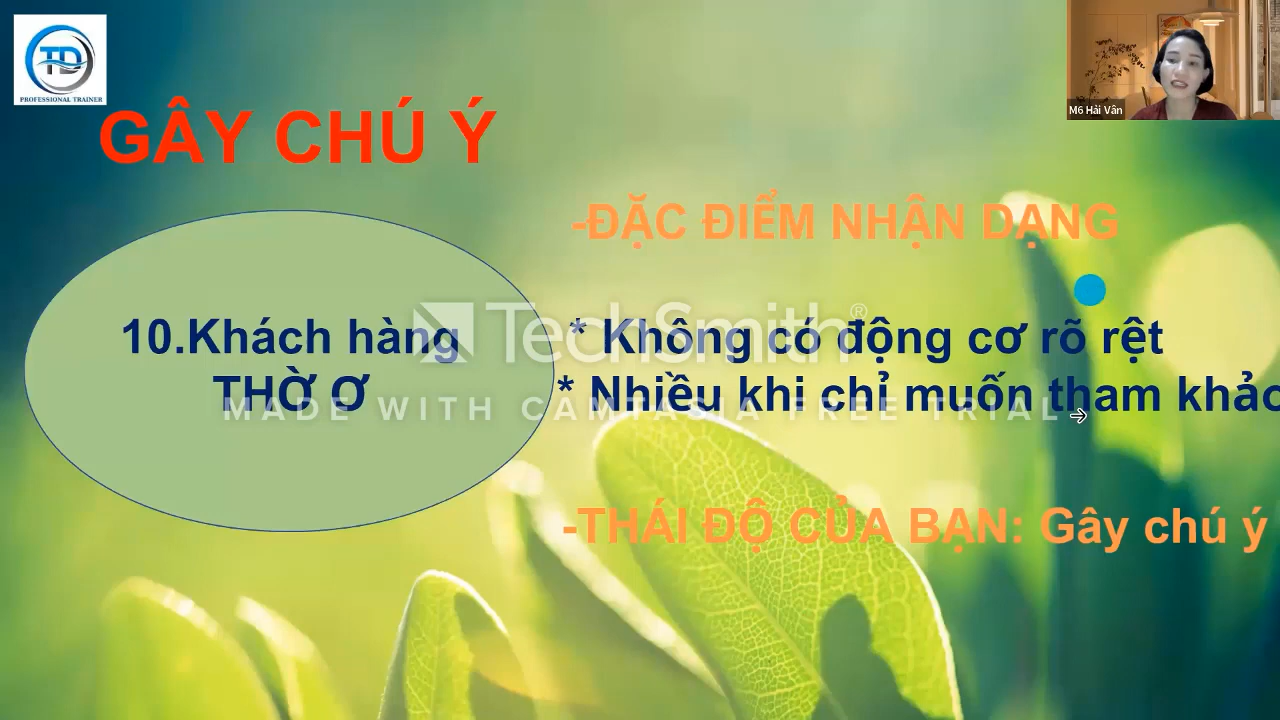 TD
PROFESSIONAL TRAINER
M6 Hải Vân
GÂY CHÚ Ý
-ĐẶC ĐIỂM NHẬN DẠNG
10.Khách hàng
THỜ Ơ
* Không có động cơ rõ rệt
* Nhiều khi chỉ muốn tham khảo
TechSmith®
MADE WITH CAMTASIA FREE TRIAL
-THÁI ĐỘ CỦA BẠN: Gây chú ý